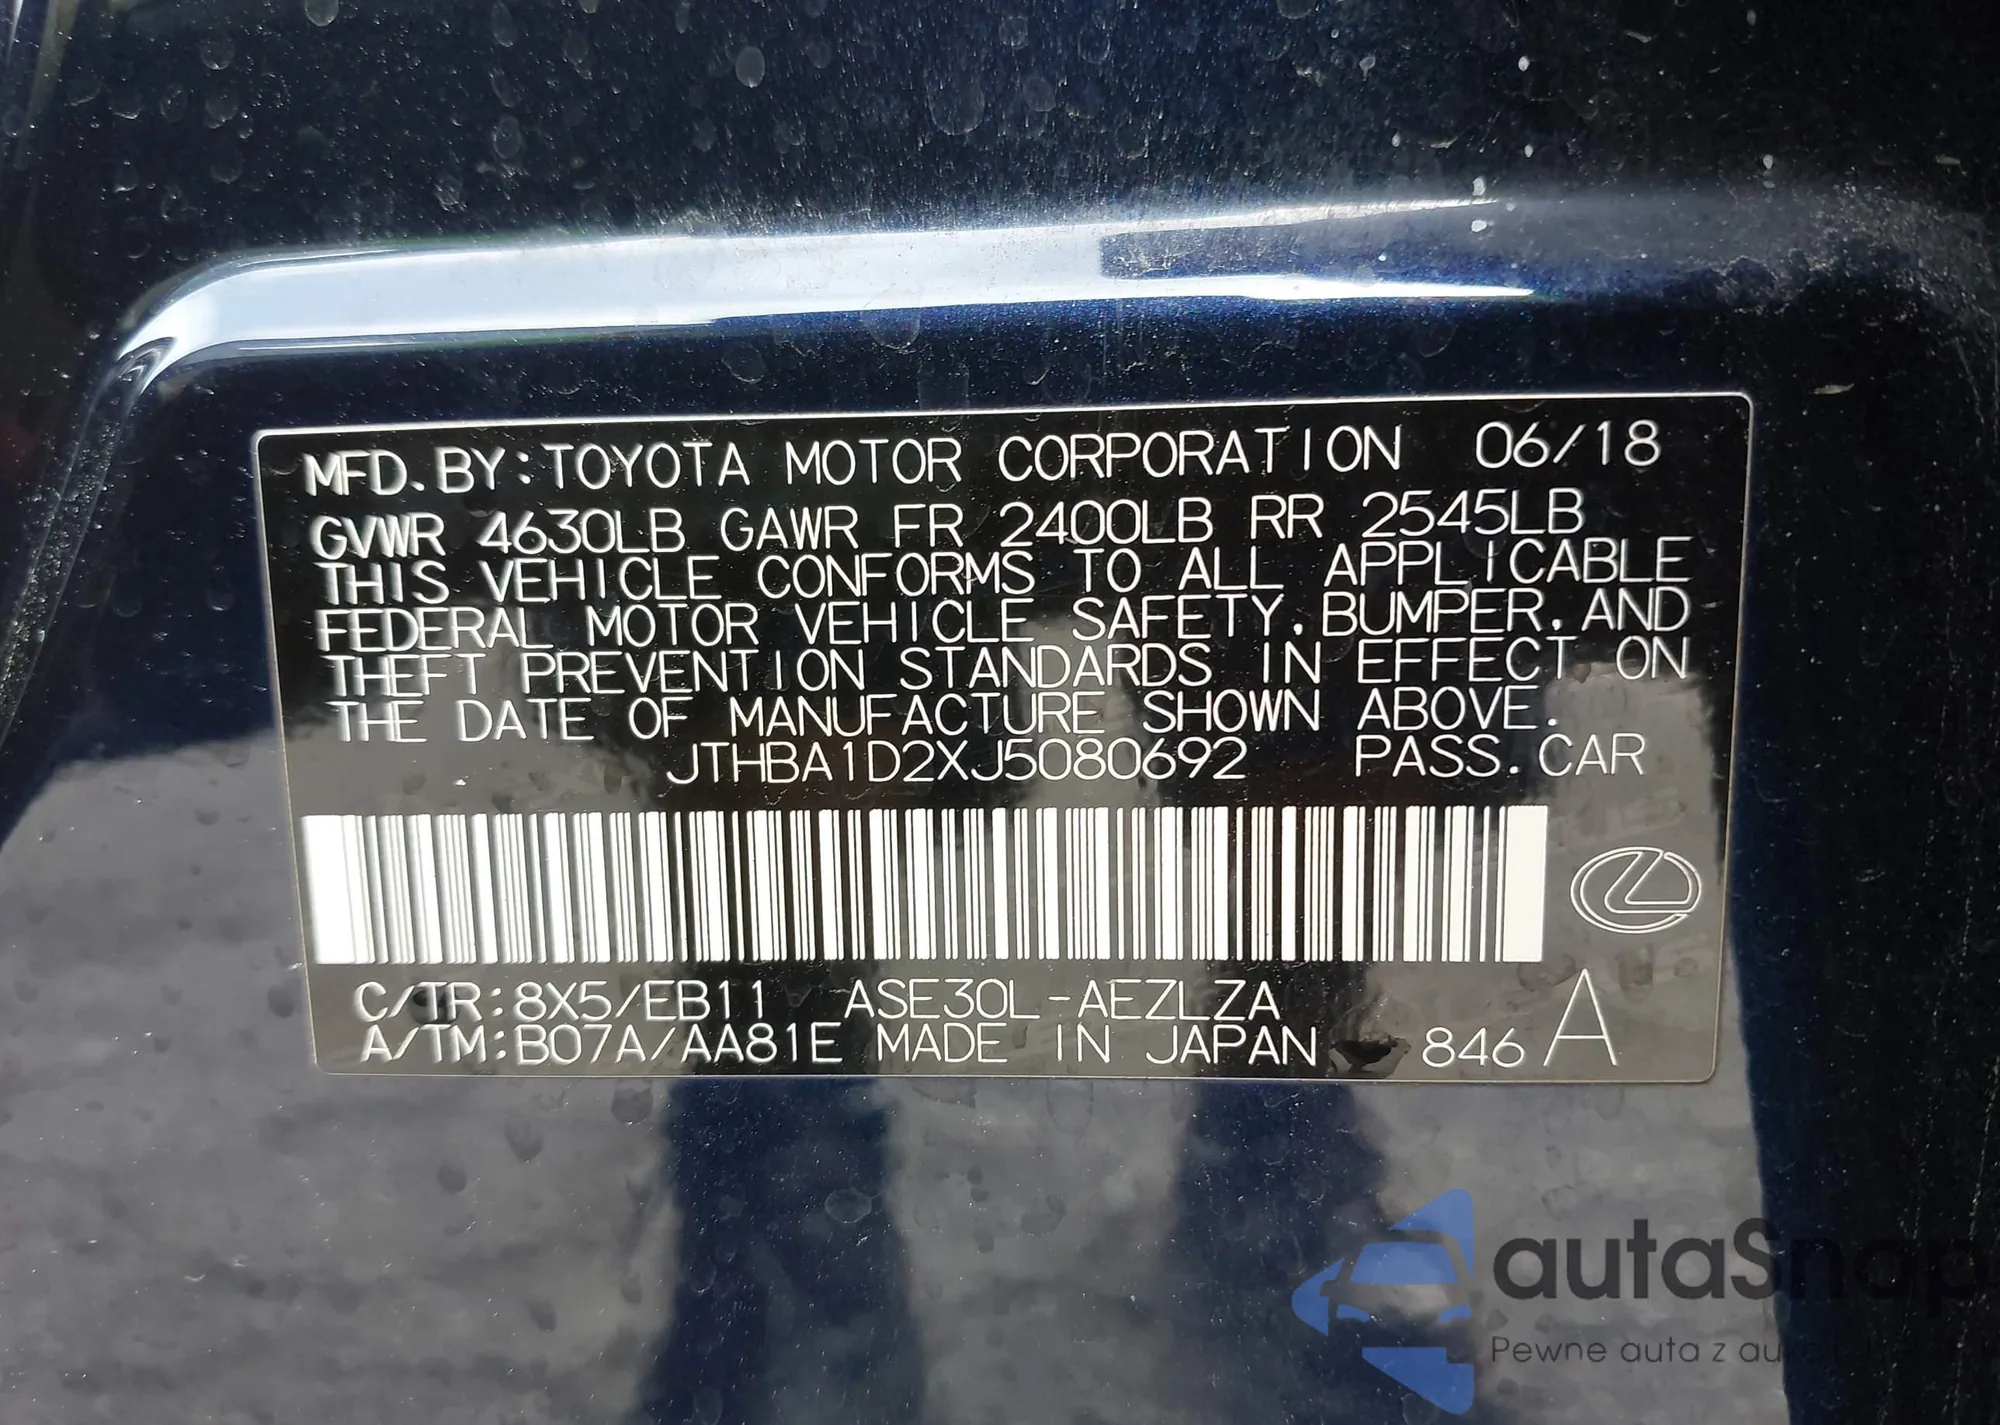 MFD. BY: TOYOTA MOTOR CORPORATION 06/18
GVWR 4630LB GAWR FR 2400LB RR 2545LB
THIS VEHICLE CONFORMS TO ALL APPLICABLE
FEDERAL MOTOR VEHICLE SAFETY, BUMPER, AND
THEFT PREVENTION STANDARDS IN EFFECT ON
THE DATE OF MANUFACTURE SHOWN ABOVE.
JTHBA1D2XJ5080692 PASS. CAR
C/TR: 8X5/EB11 ASE30L-AEZLZA
A/TM: B07A/AA81E MADE IN JAPAN 846 A
autaSnap
Pewne auta z